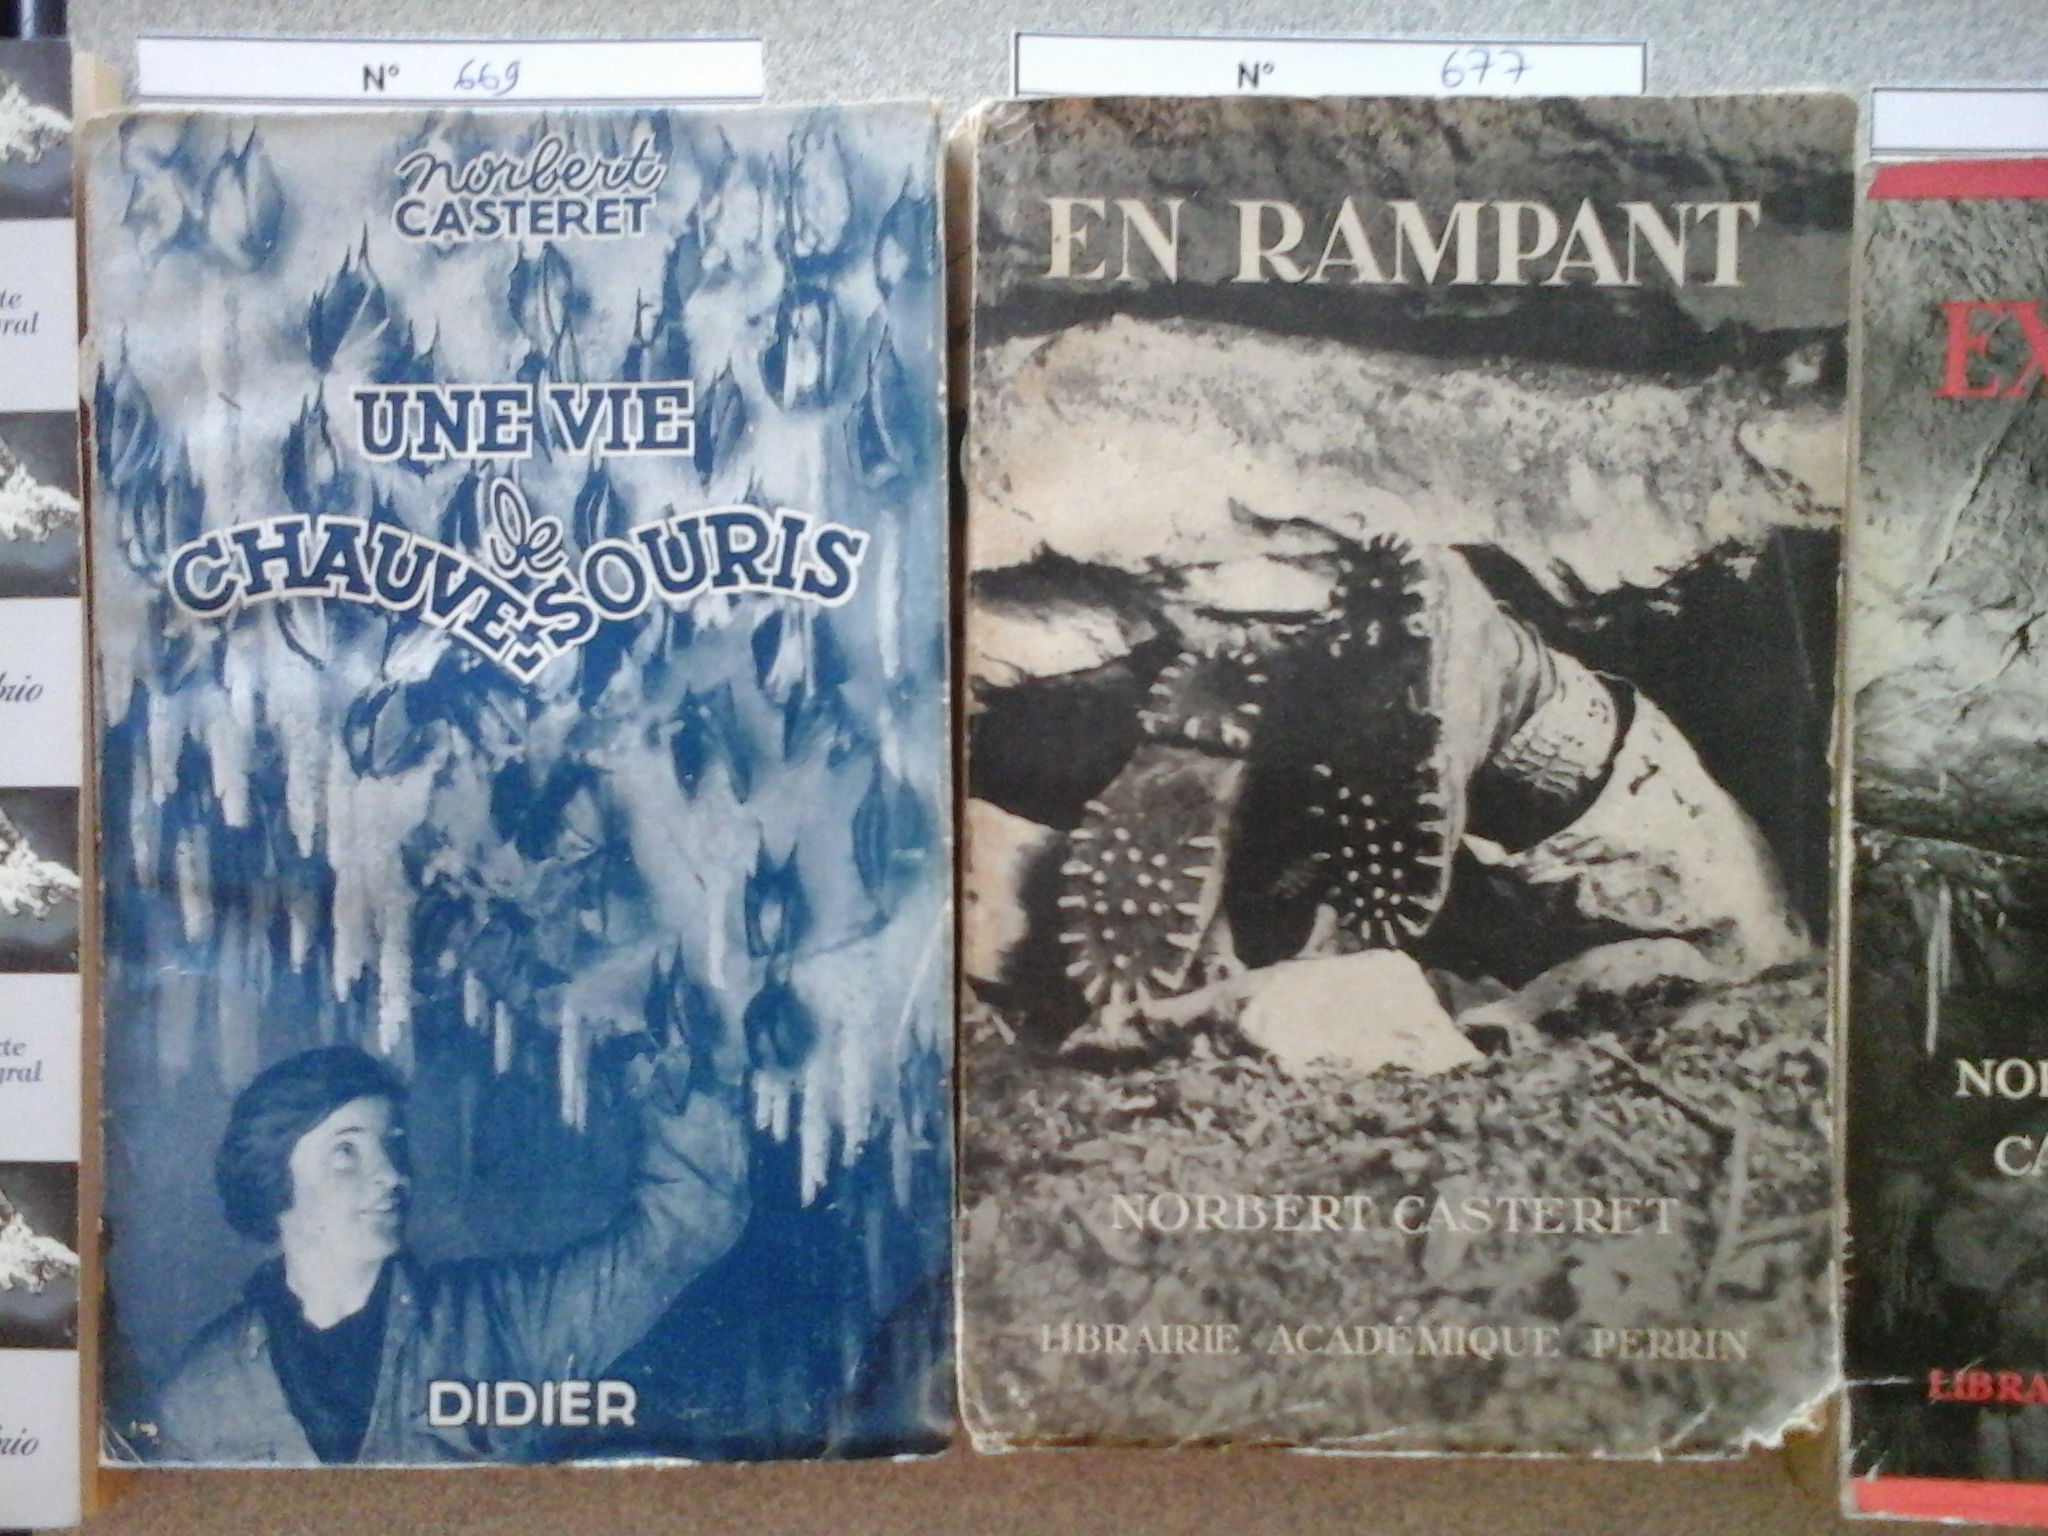 N° 669
norbert
CASTERET
UNE VIE
de
CHAUVE-SOURIS
DIDIER
N° 677
EN RAMPANT
NORBERT CASTERET
LIBRAIRIE ACADÉMIQUE PERRIN